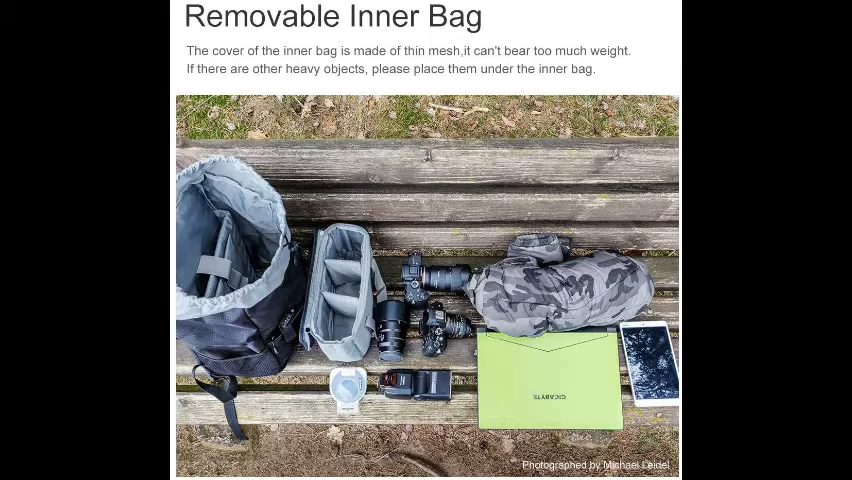 Removable Inner Bag
The cover of the inner bag is made of thin mesh,it can't bear too much weight.
If there are other heavy objects, please place them under the inner bag.
GIGABYTE
Photographed by Michael Leidel